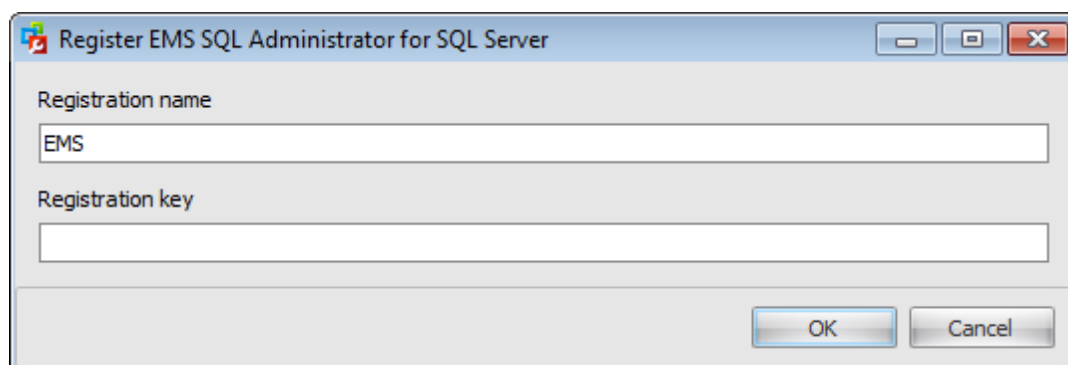 Register EMS SQL Administrator for SQL Server
Registration name
EMS
Registration key
OK Cancel